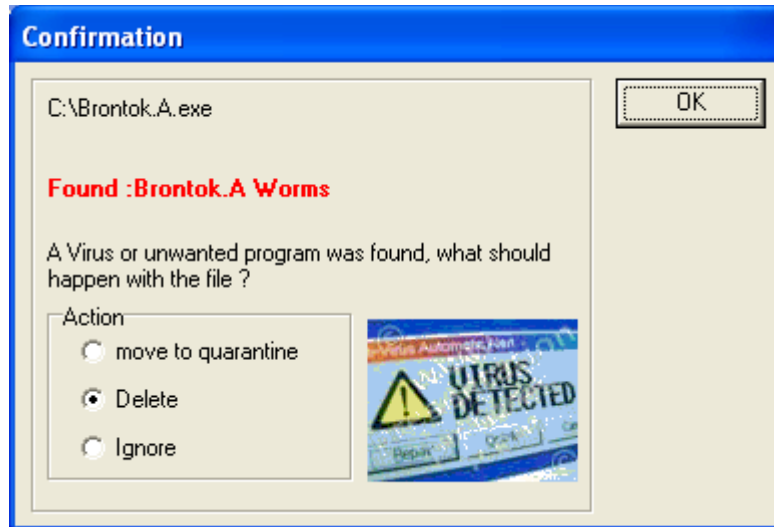 Confirmation
C:\Brontok.A.exe
OK
Found :Brontok.A Worms
A Virus or unwanted program was found, what should
happen with the file ?
Action
move to quarantine
Delete
Ignore
VIRUS
DETECTED
Repair